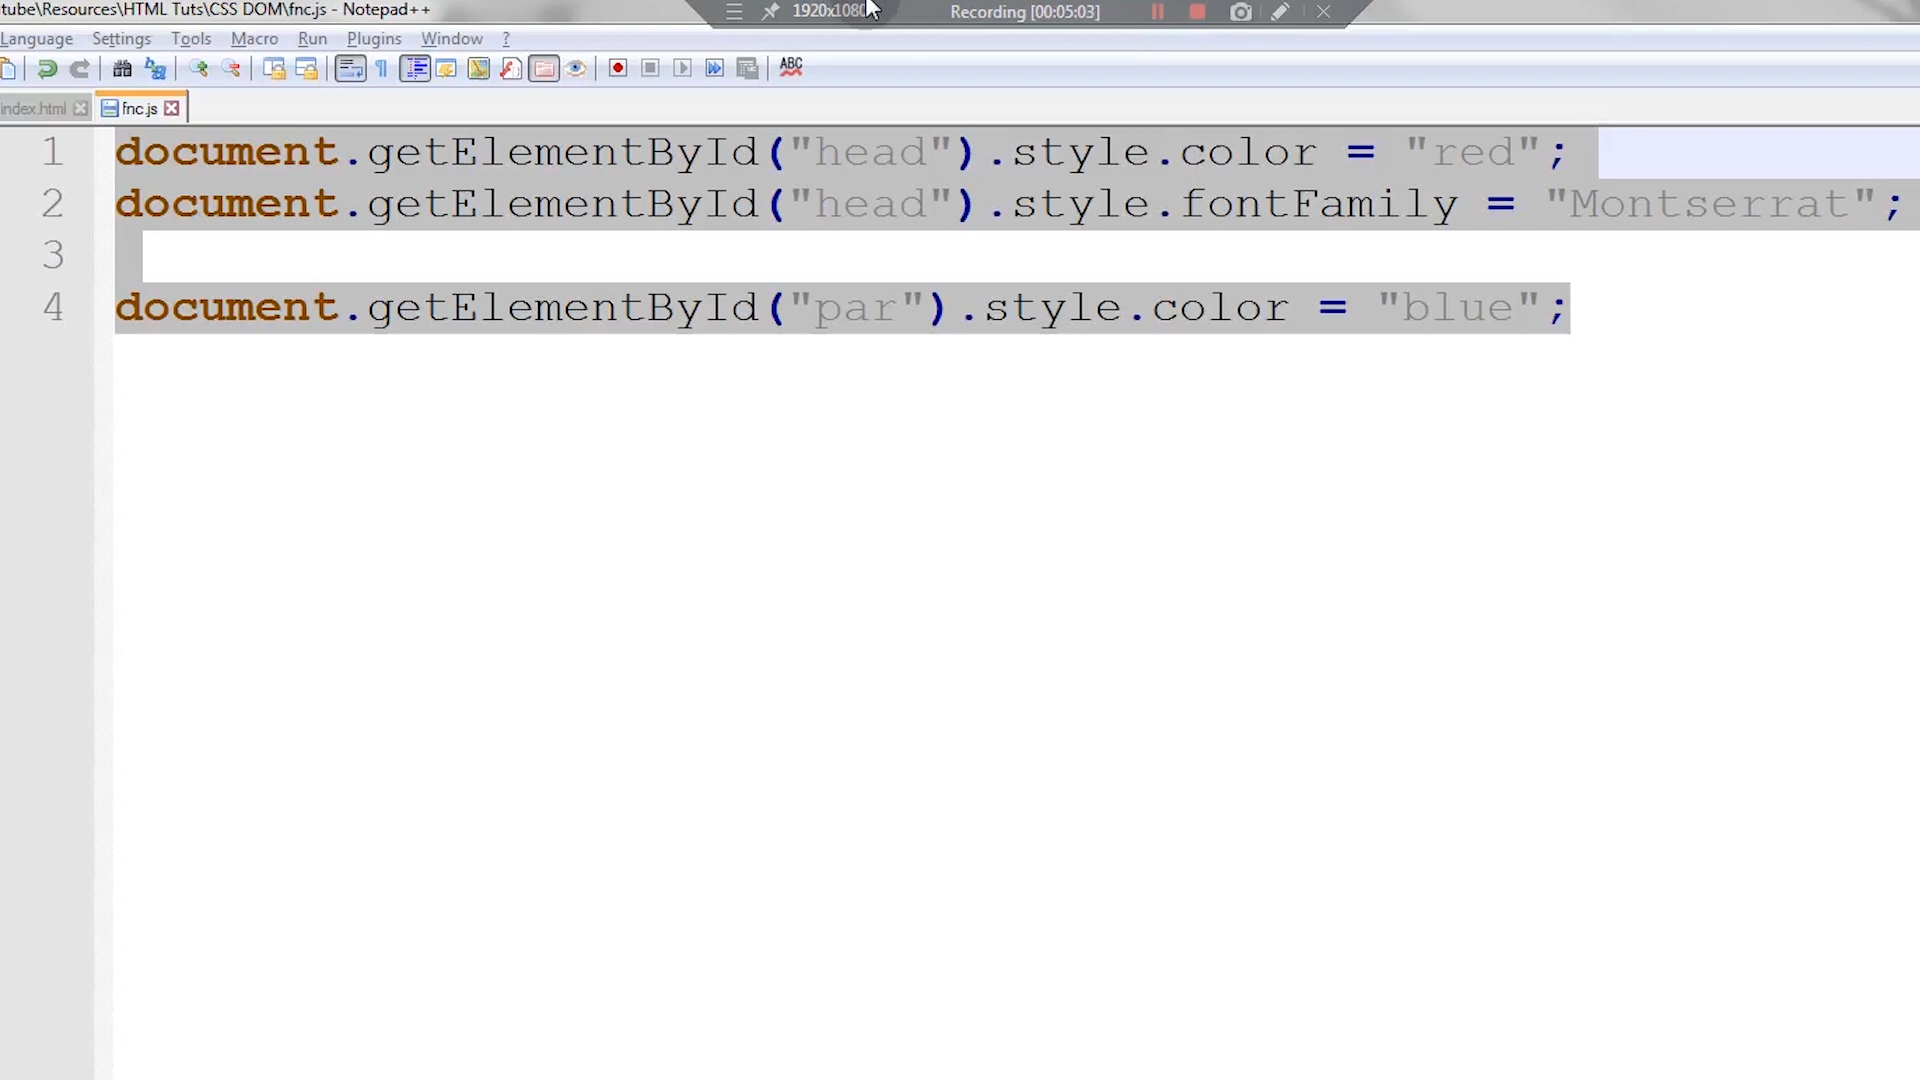 tube\Resources\HTML Tuts\CSS DOM\fnc.js - Notepad++
1920x1080 Recording [00:05:03]
Language Settings Tools Macro Run Plugins Window ?
ABC
index.html fnc.js
1 document.getElementById("head").style.color = "red";
2 document.getElementById("head").style.fontFamily = "Montserrat";
3
4 document.getElementById("par").style.color = "blue";